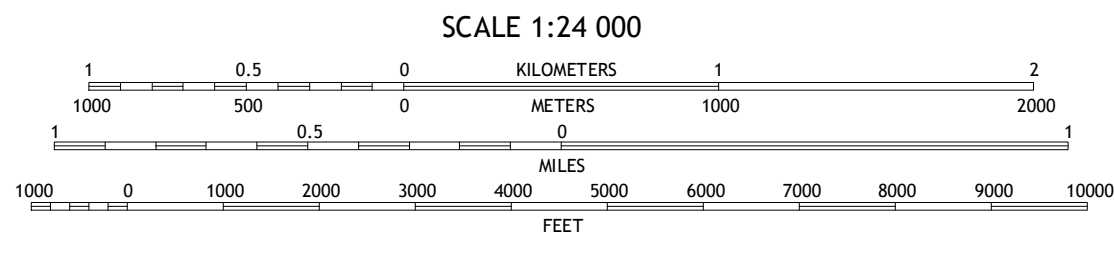 SCALE 1:24 000
1 0.5 0 KILOMETERS 1 2
1000 500 0 METERS 1000 2000
1 0.5 0 1
MILES
1000 0 1000 2000 3000 4000 5000 6000 7000 8000 9000 10000
FEET